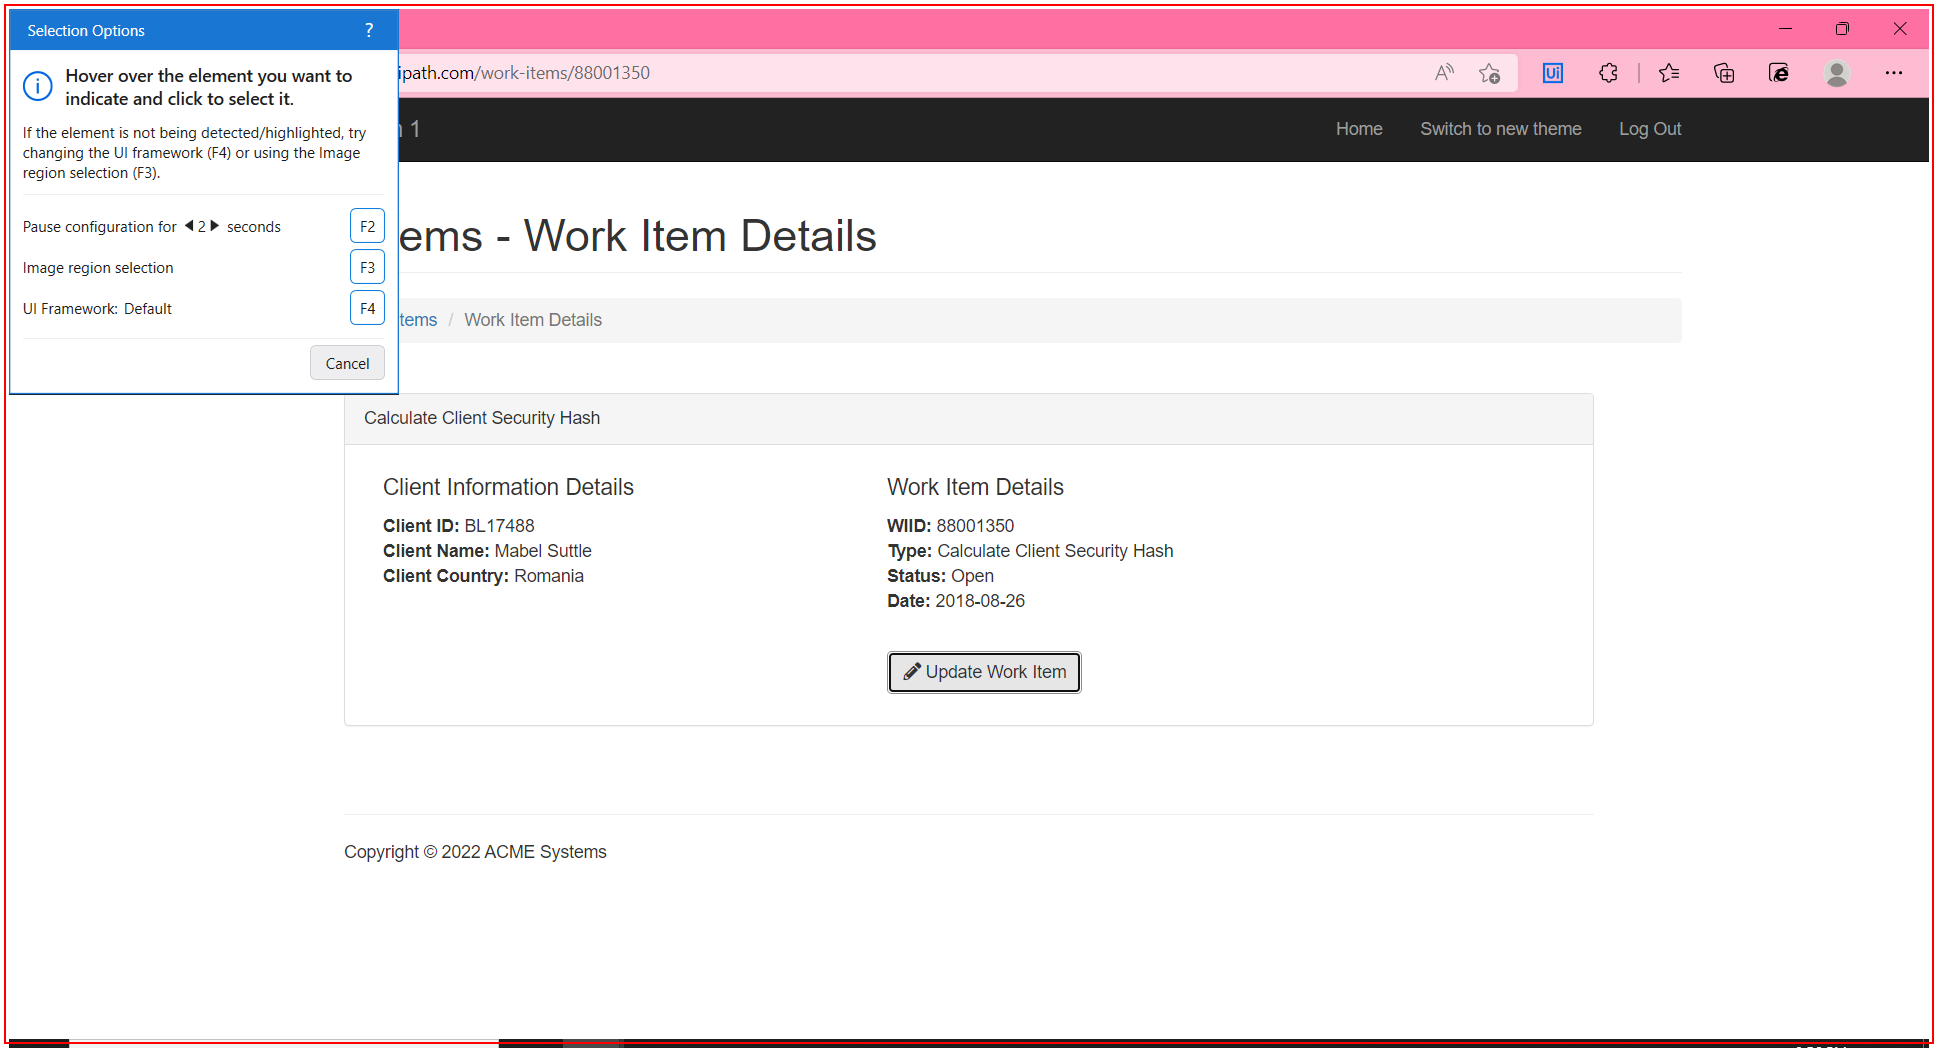 Selection Options ?
Hover over the element you want to
indicate and click to select it.
If the element is not being detected/highlighted, try
changing the UI framework (F4) or using the Image
region selection (F3).
Pause configuration for 2 seconds F2
Image region selection F3
UI Framework: Default F4
Cancel
ipath.com/work-items/88001350
1
Home Switch to new theme Log Out
ems - Work Item Details
tems / Work Item Details
Calculate Client Security Hash
Client Information Details
Client ID: BL17488
Client Name: Mabel Suttle
Client Country: Romania
Work Item Details
WIID: 88001350
Type: Calculate Client Security Hash
Status: Open
Date: 2018-08-26
Update Work Item
Copyright © 2022 ACME Systems
Ui